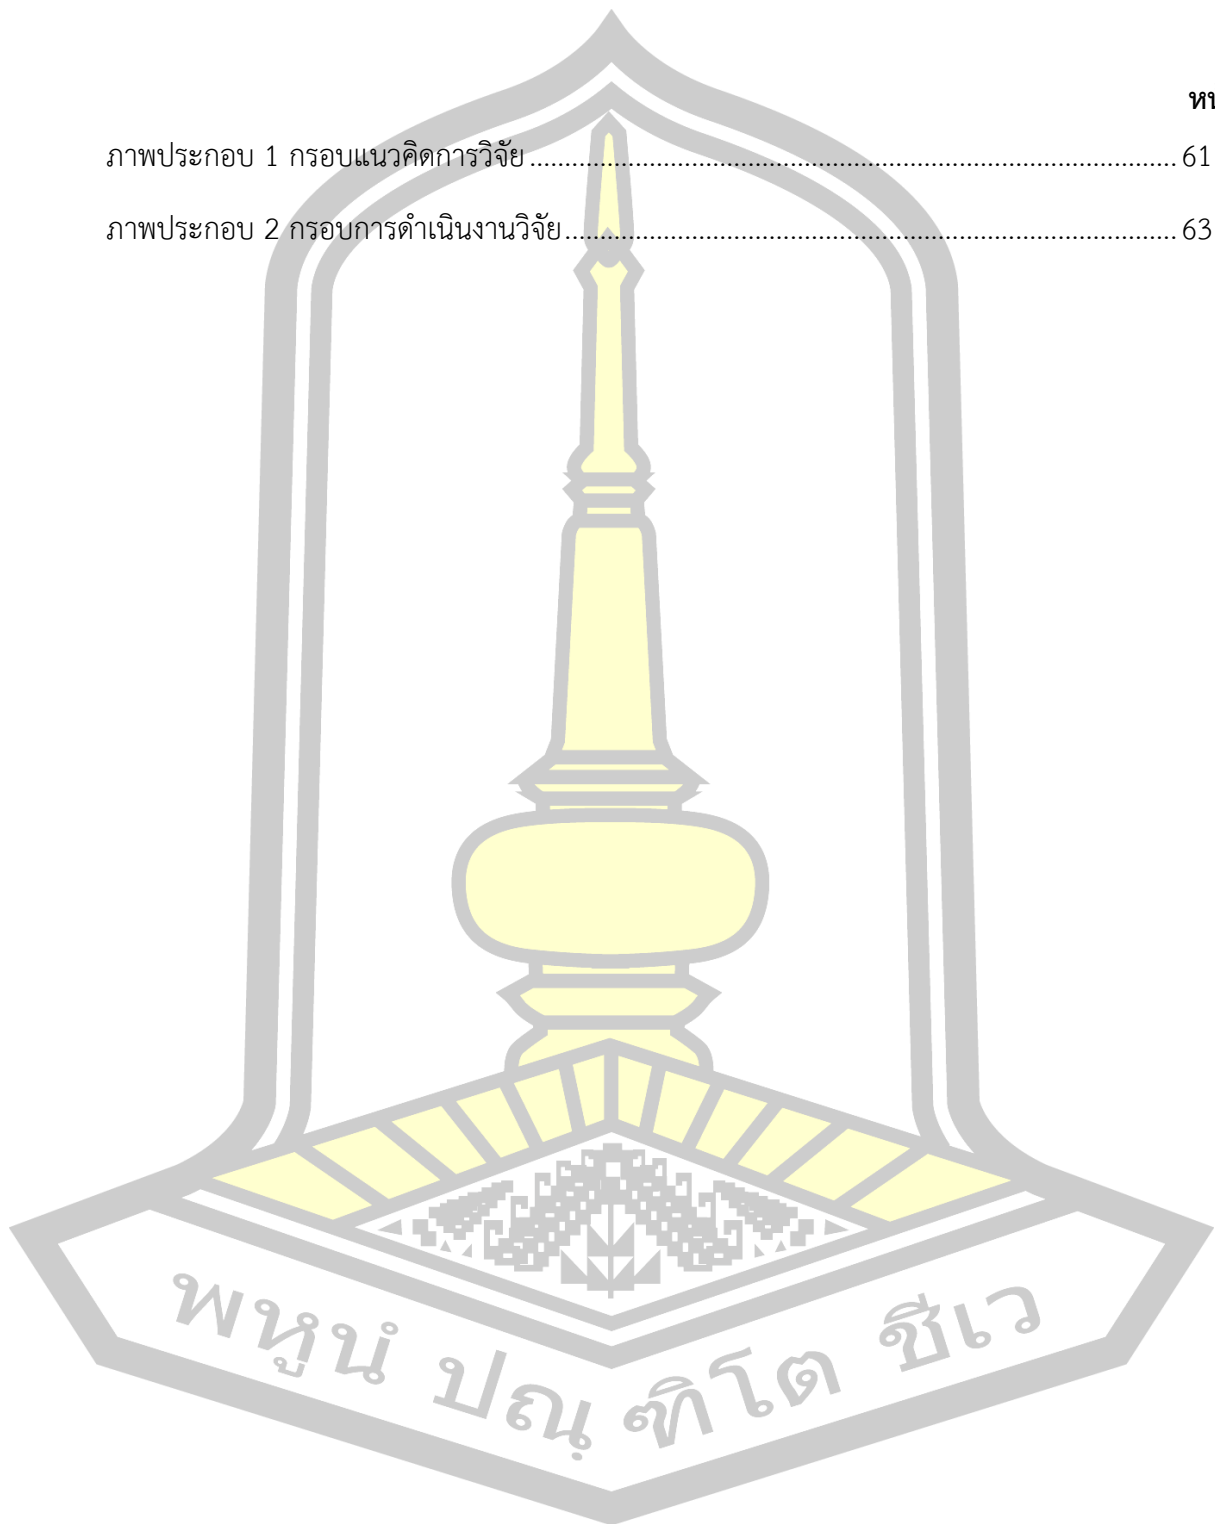 ภาพประกอบ 1 กรอบแนวคิดการวิจัย........................................................................................... 61
ภาพประกอบ 2 กรอบการดำเนินงานวิจัย...................................................................................... 63
พหูนํ ปณฺฑิโต ชีเว